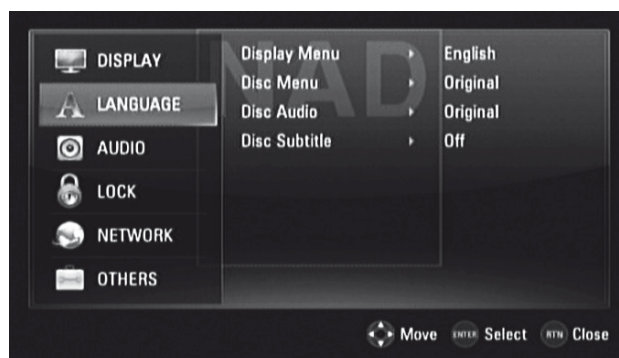 NAD
DISPLAY
LANGUAGE
AUDIO
LOCK
NETWORK
OTHERS
Display Menu English
Disc Menu Original
Disc Audio Original
Disc Subtitle Off
Move ENTER Select RTN Close